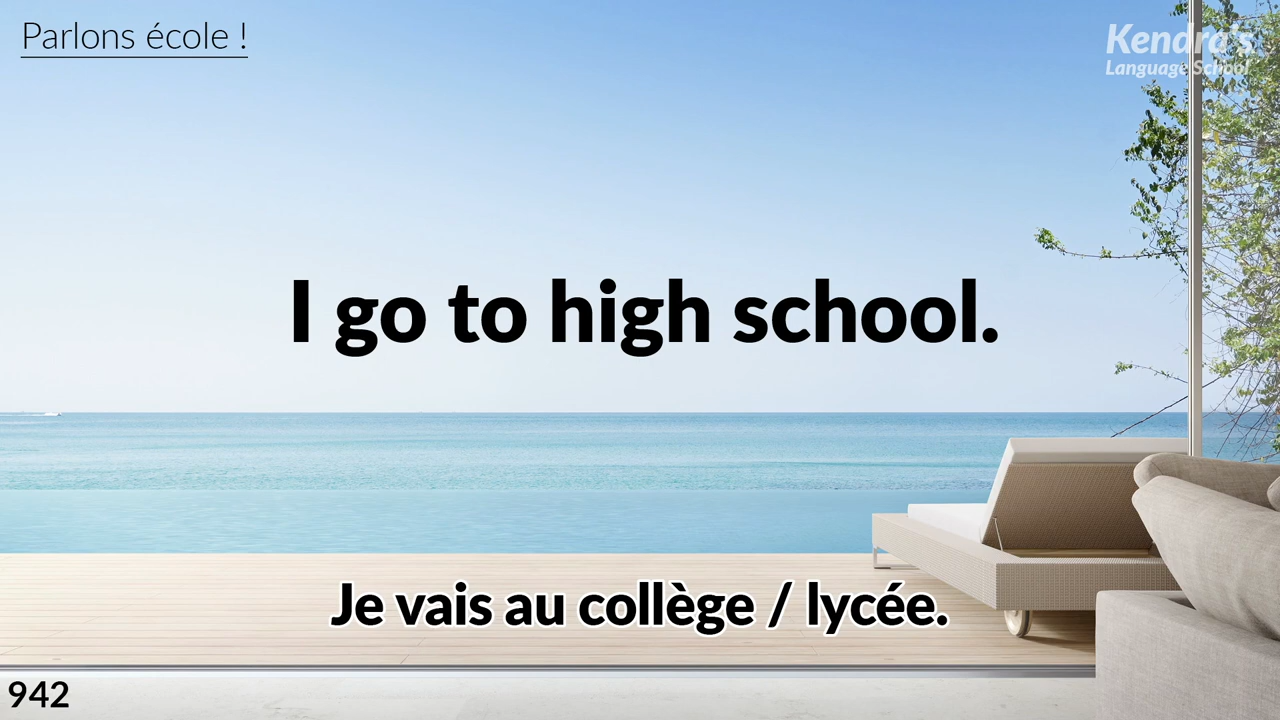 Parlons école !
Kendra's
Language School
I go to high school.
Je vais au collège / lycée.
942